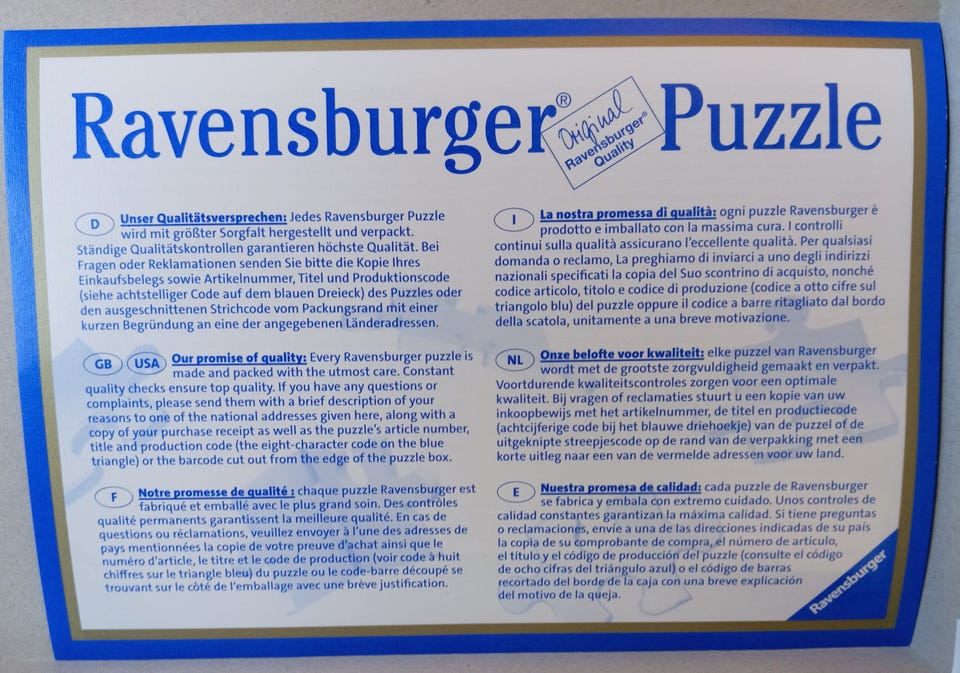 Ravensburger® Puzzle
Original
Ravensburger®
Quality
D Unser Qualitätsversprechen: Jedes Ravensburger Puzzle
wird mit größter Sorgfalt hergestellt und verpackt.
Ständige Qualitätskontrollen garantieren höchste Qualität. Bei
Fragen oder Reklamationen senden Sie bitte die Kopie Ihres
Einkaufsbelegs sowie Artikelnummer, Titel und Produktionscode
(siehe achtstelliger Code auf dem blauen Dreieck) des Puzzles oder
den ausgeschnittenen Strichcode vom Packungsrand mit einer
kurzen Begründung an eine der angegebenen Länderadressen.
GB USA Our promise of quality: Every Ravensburger puzzle is
made and packed with the utmost care. Constant
quality checks ensure top quality. If you have any questions or
complaints, please send them with a brief description of your
reasons to one of the national addresses given here, along with a
copy of your purchase receipt as well as the puzzle's article number,
title and production code (the eight-character code on the blue
triangle) or the barcode cut out from the edge of the puzzle box.
F Notre promesse de qualité : chaque puzzle Ravensburger est
fabriqué et emballé avec le plus grand soin. Des contrôles
qualité permanents garantissent la meilleure qualité. En cas de
questions ou réclamations, veuillez envoyer à l'une des adresses de
pays mentionnées la copie de votre preuve d'achat ainsi que le
numéro d'article, le titre et le code de production (voir code à huit
chiffres sur le triangle bleu) du puzzle ou le code-barre découpé se
trouvant sur le côté de l'emballage avec une brève justification.
I La nostra promessa di qualità: ogni puzzle Ravensburger è
prodotto e imballato con la massima cura. I controlli
continui sulla qualità assicurano l'eccellente qualità. Per qualsiasi
domanda o reclamo, La preghiamo di inviarci a uno degli indirizzi
nazionali specificati la copia del Suo scontrino di acquisto, nonché
codice articolo, titolo e codice di produzione (codice a otto cifre sul
triangolo blu) del puzzle oppure il codice a barre ritagliato dal bordo
della scatola, unitamente a una breve motivazione.
NL Onze belofte voor kwaliteit: elke puzzel van Ravensburger
wordt met de grootste zorgvuldigheid gemaakt en verpakt.
Voortdurende kwaliteitscontroles zorgen voor een optimale
kwaliteit. Bij vragen of reclamaties stuurt u een kopie van uw
inkoopbewijs met het artikelnummer, de titel en productiecode
(achtcijferige code bij het blauwe driehoekje) van de puzzel of de
uitgeknipte streepjescode op de rand van de verpakking met een
korte uitleg naar een van de vermelde adressen voor uw land.
E Nuestra promesa de calidad: cada puzzle de Ravensburger
se fabrica y embala con extremo cuidado. Unos controles de
calidad constantes garantizan la máxima calidad. Si tiene preguntas
o reclamaciones, envíe a una de las direcciones indicadas de su país
la copia de su comprobante de compra, el número de artículo,
el título y el código de producción del puzzle (consulte el código
de ocho cifras del triángulo azul) o el código de barras
recortado del borde de la caja con una breve explicación
del motivo de la queja.
Ravensburger